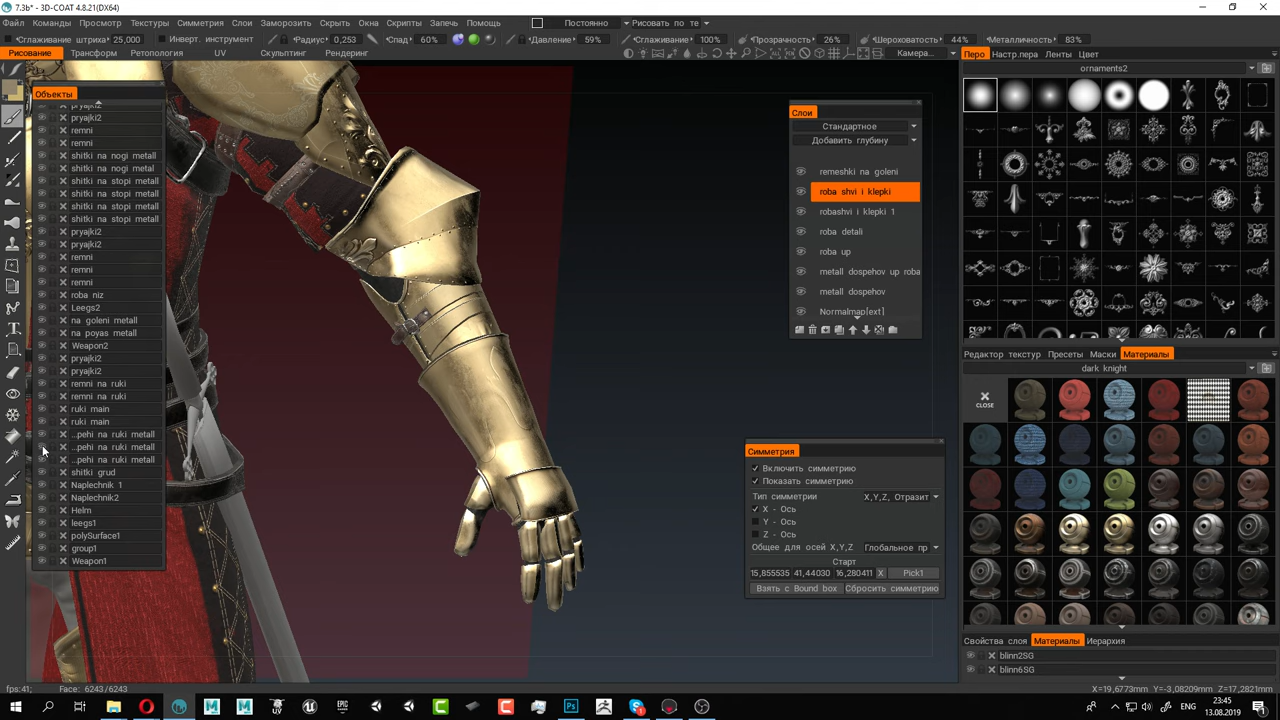 7.3b* - 3D-COAT 4.8.21(DX64)
Файл Команды Просмотр Текстуры Симметрия Слои Заморозить Скрыть Окна Скрипты Запечь Помощь Постоянно Рисовать по те
Сглаживание штриха 25,000 Инверт. инструмент Радиус 0,253 Спад 60% Давление 59% Сглаживание 100% Прозрачность 26% Шероховатость 44% Металличность 83%
Рисование Трансформ Ретопология UV Скульптинг Рендеринг Камера...
Объекты
pryajki2
pryajki2
remni
remni
shitki na nogi metall
shitki na nogi metal
shitki na stopi metall
shitki na stopi metall
shitki na stopi metall
shitki na stopi metall
pryajki2
pryajki2
remni
remni
remni
roba niz
Leegs2
na goleni metall
na poyas metall
Weapon2
pryajki2
pryajki2
remni na ruki
remni na ruki
ruki main
ruki main
...pehi na ruki metall
...pehi na ruki metall
...pehi na ruki metall
shitki grud
Naplechnik 1
Naplechnik2
Helm
leegs1
polySurface1
group1
Weapon1
Слои
Стандартное
Добавить глубину
remeshki na goleni
roba shvi i klepki
robashvi i klepki 1
roba detali
roba up
metall dospehov up roba
metall dospehov
Normalmap[ext]
Симметрия
Включить симметрию
Показать симметрию
Тип симметрии X,Y,Z, Отразит
X - Ось
Y - Ось
Z - Ось
Общее для осей X,Y,Z Глобальное пр
Старт
15,855535 41,44030 16,280411 X Pick1
Взять с Bound box Сбросить симметрию
Перо Настр.пера Ленты Цвет
ornaments2
Редактор текстур Пресеты Маски Материалы
dark knight
CLOSE
Свойства слоя Материалы Иерархия
blinn2SG
blinn6SG
fps:41; Face: 6243/6243
X=19,6773mm Y=-3,08209mm Z=17,2821mm
23:45
13.08.2019